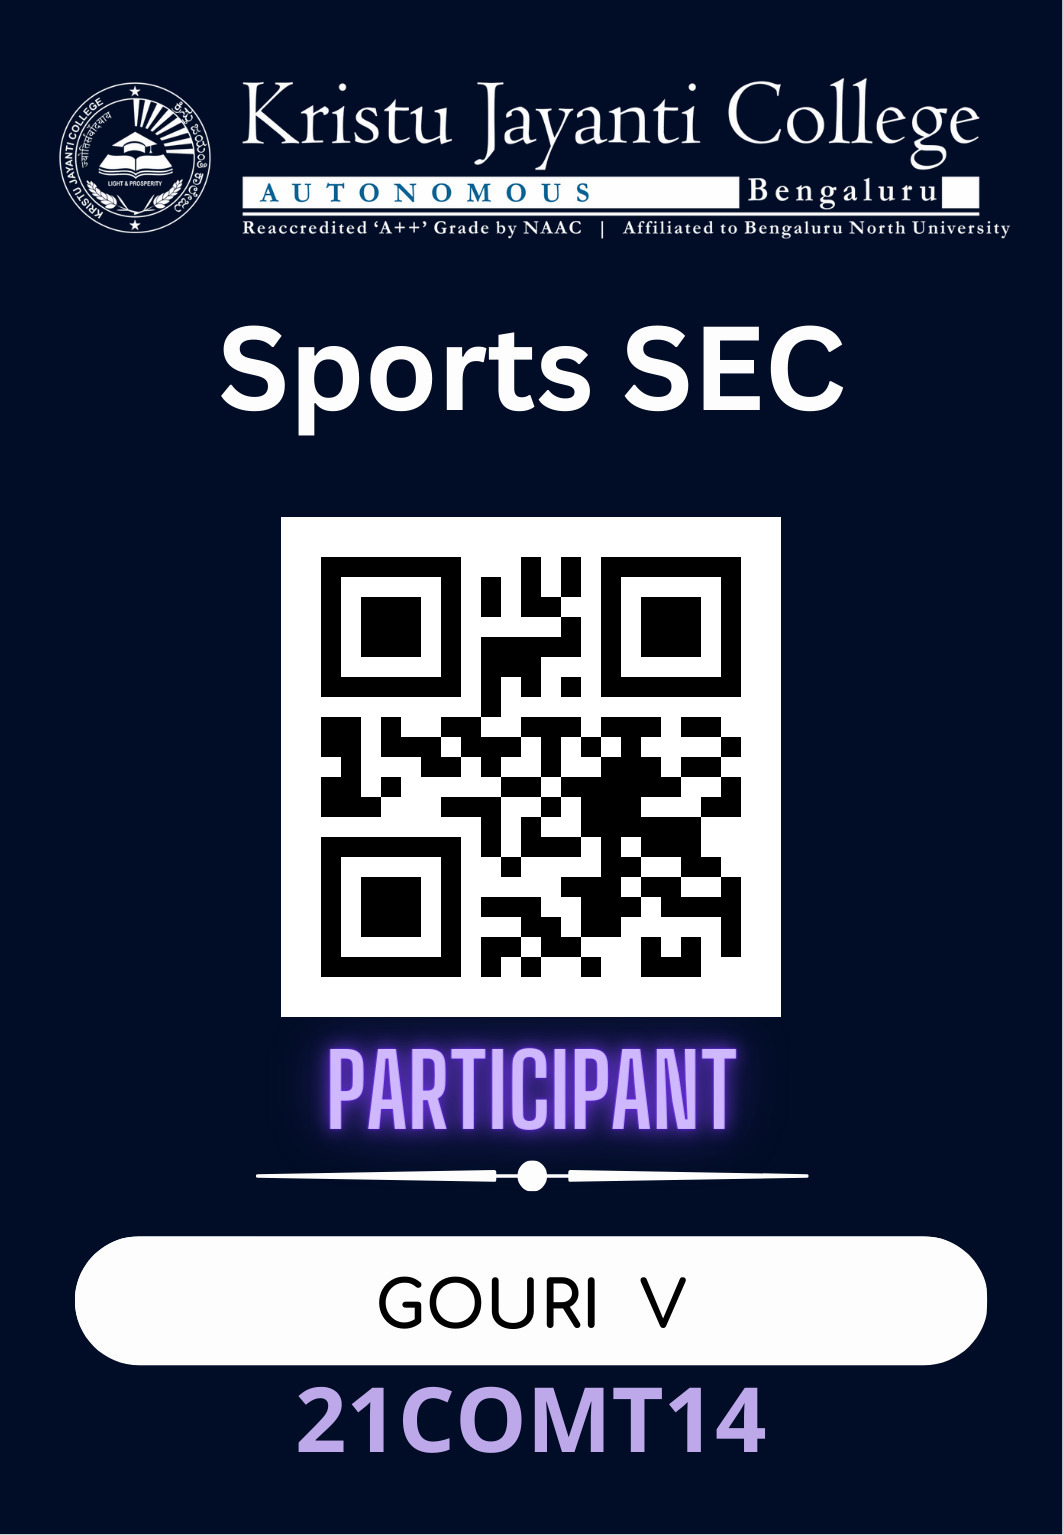 KRISTU JAYANTI COLLEGE
LIGHT & PROSPERITY
Kristu Jayanti College
AUTONOMOUS Bengaluru
Reaccredited ‘A++’ Grade by NAAC | Affiliated to Bengaluru North University
Sports SEC
PARTICIPANT
GOURI V
21COMT14